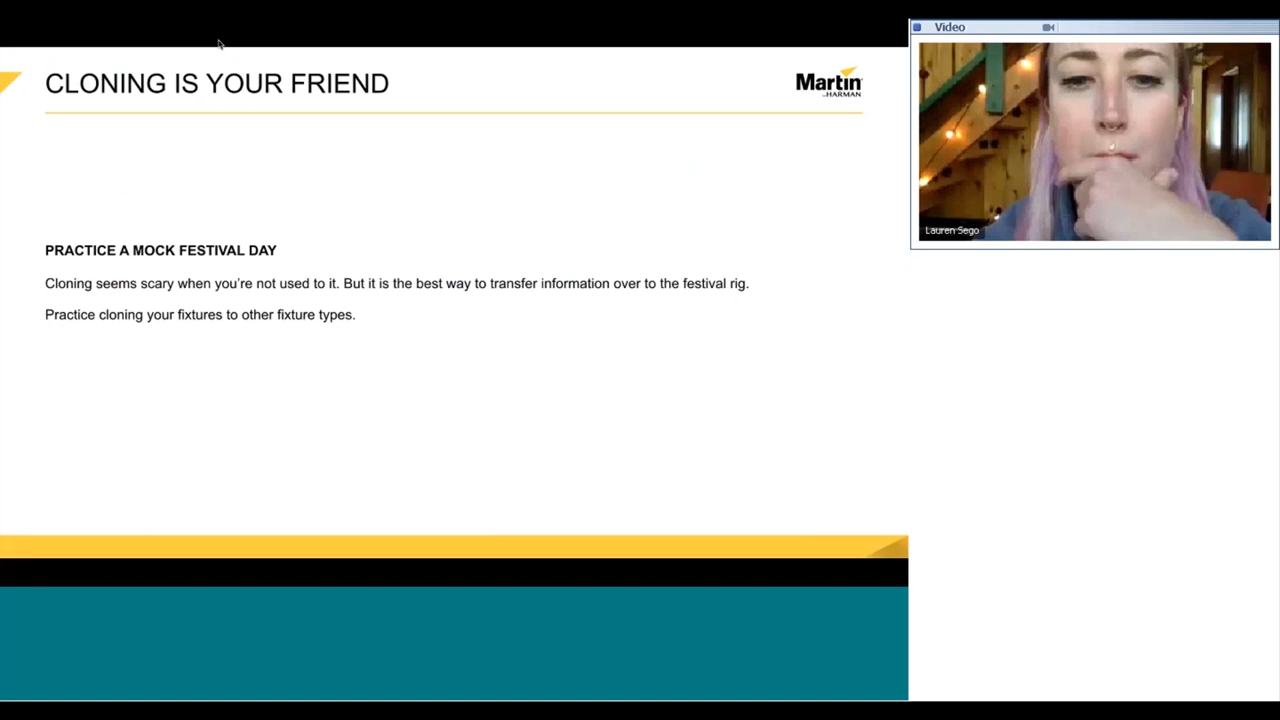 CLONING IS YOUR FRIEND
Martin
by HARMAN
Video
Lauren Sego
PRACTICE A MOCK FESTIVAL DAY
Cloning seems scary when you’re not used to it. But it is the best way to transfer information over to the festival rig.
Practice cloning your fixtures to other fixture types.